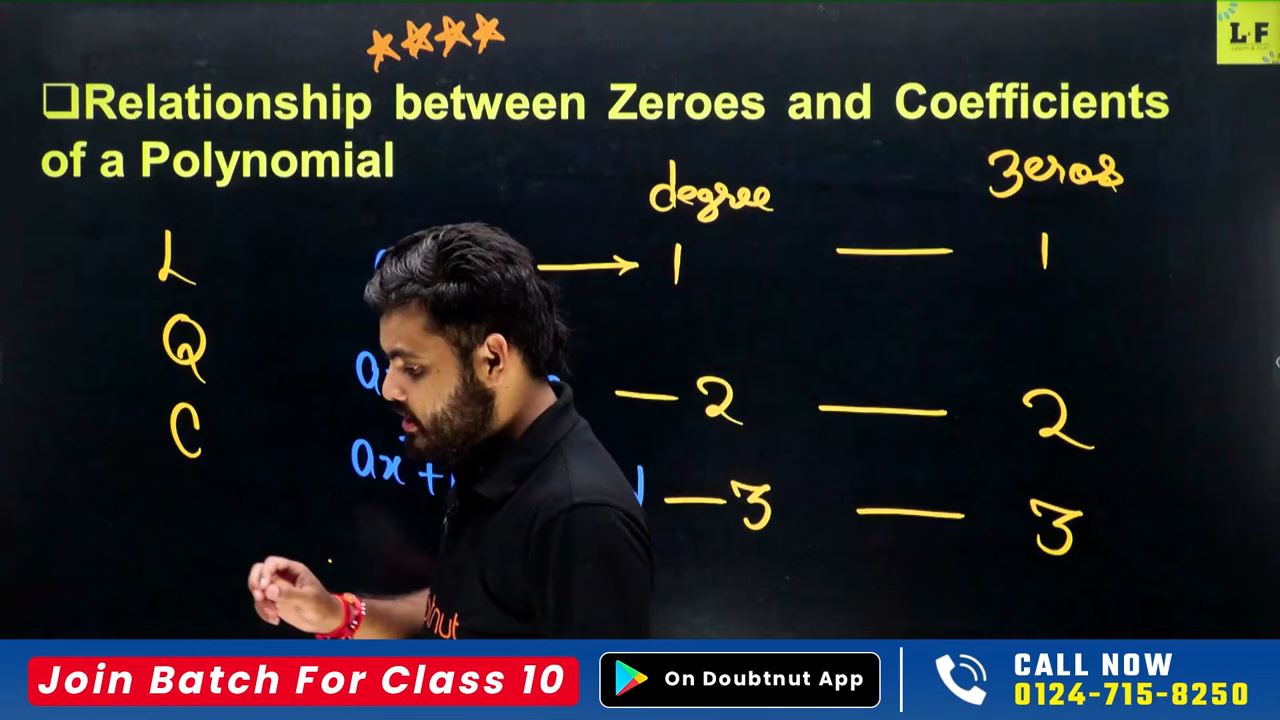 L.F
❑Relationship between Zeroes and Coefficients
of a Polynomial
degree
zeros
L
1
1
Q
2
2
C
3
3
Join Batch For Class 10
On Doubtnut App
CALL NOW
0124-715-8250